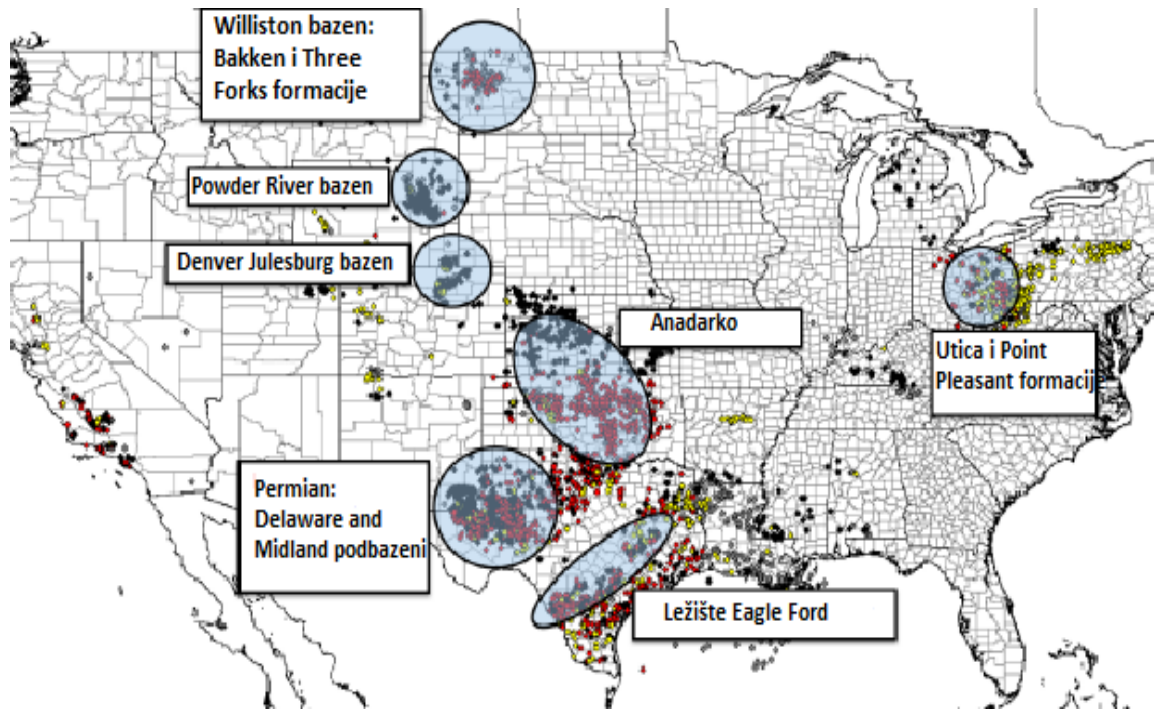 Williston bazen:
Bakken i Three
Forks formacije
Powder River bazen
Denver Julesburg bazen
Anadarko
Utica i Point
Pleasant formacije
Permian:
Delaware and
Midland podbazeni
Ležište Eagle Ford